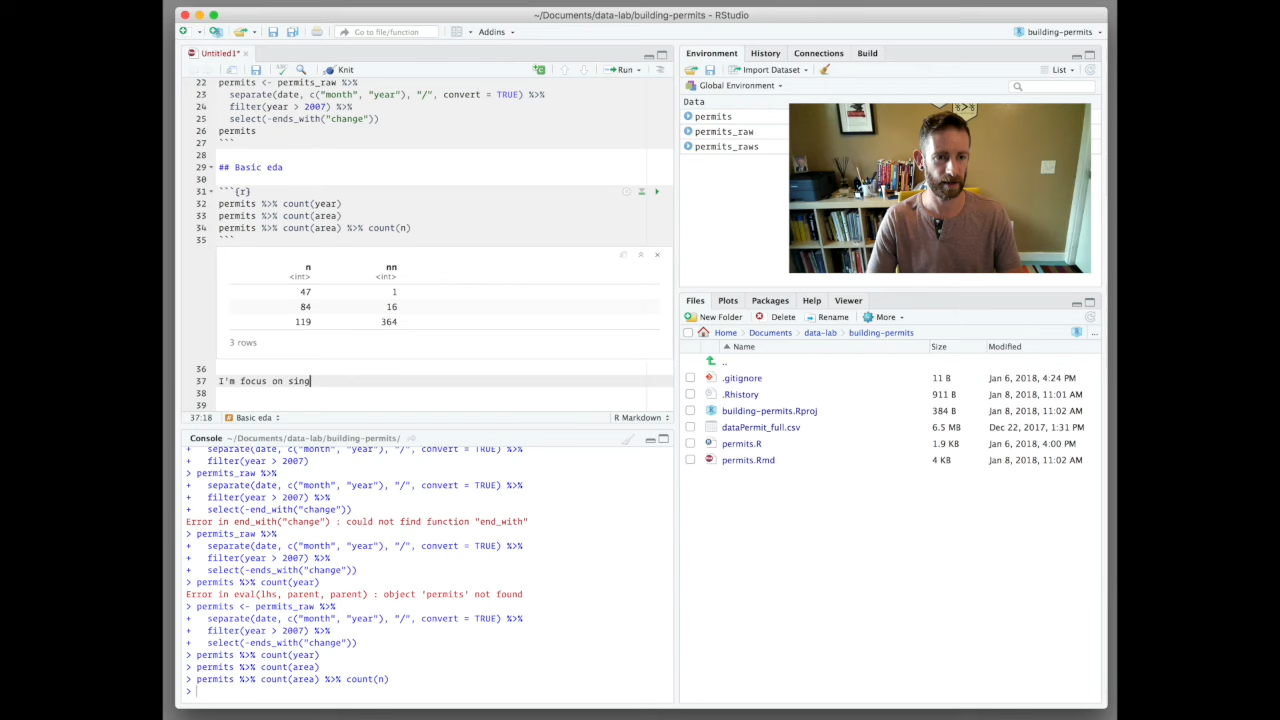 ~/Documents/data-lab/building-permits - RStudio
Go to file/function
Addins
building-permits
Untitled1*
Knit
Run
22 permits <- permits_raw %>%
23 separate(date, c("month", "year"), "/", convert = TRUE) %>%
24 filter(year > 2007) %>%
25 select(-ends_with("change"))
26 permits
27 ```
28
29 ## Basic eda
30
31 ```{r}
32 permits %>% count(year)
33 permits %>% count(area)
34 permits %>% count(area) %>% count(n)
35 ```
n nn
<int> <int>
47 1
84 16
119 364
3 rows
36
37 I'm focus on sing
38
39
37:18 Basic eda R Markdown
Console ~/Documents/data-lab/building-permits/
+ separate(date, c("month", "year"), "/", convert = TRUE) %>%
+ filter(year > 2007)
> permits_raw %>%
+ separate(date, c("month", "year"), "/", convert = TRUE) %>%
+ filter(year > 2007) %>%
+ select(-end_with("change"))
Error in end_with("change") : could not find function "end_with"
> permits_raw %>%
+ separate(date, c("month", "year"), "/", convert = TRUE) %>%
+ filter(year > 2007) %>%
+ select(-ends_with("change"))
> permits %>% count(year)
Error in eval(lhs, parent, parent) : object 'permits' not found
> permits <- permits_raw %>%
+ separate(date, c("month", "year"), "/", convert = TRUE) %>%
+ filter(year > 2007) %>%
+ select(-ends_with("change"))
> permits %>% count(year)
> permits %>% count(area)
> permits %>% count(area) %>% count(n)
>
Environment History Connections Build
Import Dataset
List
Global Environment
Data
permits
permits_raw
permits_raws
%>%
Files Plots Packages Help Viewer
New Folder Delete Rename More
Home Documents data-lab building-permits
...
Name Size Modified
..
.gitignore 11 B Jan 6, 2018, 4:24 PM
.Rhistory 911 B Jan 8, 2018, 11:01 AM
building-permits.Rproj 384 B Jan 8, 2018, 11:02 AM
dataPermit_full.csv 6.5 MB Dec 22, 2017, 1:31 PM
permits.R 1.9 KB Jan 6, 2018, 4:00 PM
permits.Rmd 4 KB Jan 8, 2018, 11:02 AM